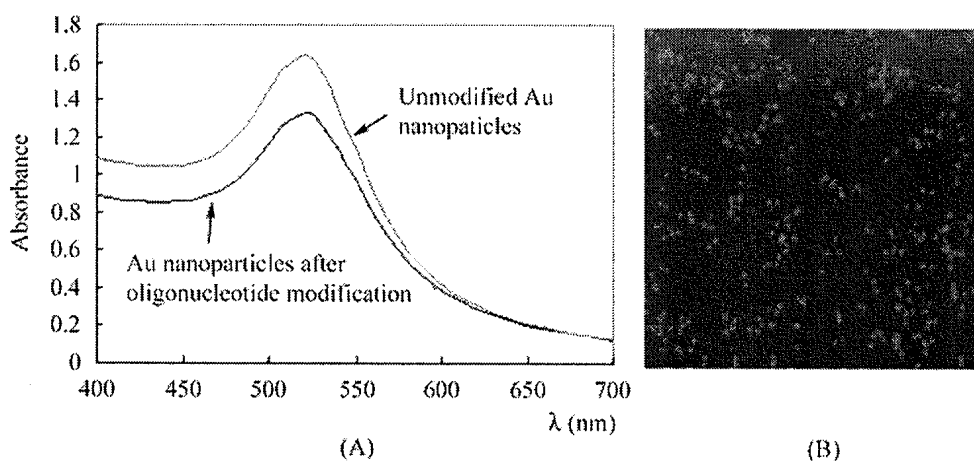 1.8
1.6
1.4
1.2
1
0.8
0.6
0.4
0.2
0
Absorbance
Unmodified Au
nanopaticles
Au nanoparticles after
oligonucleotide modification
400 450 500 550 600 650 700
λ (nm)
(A)
(B)